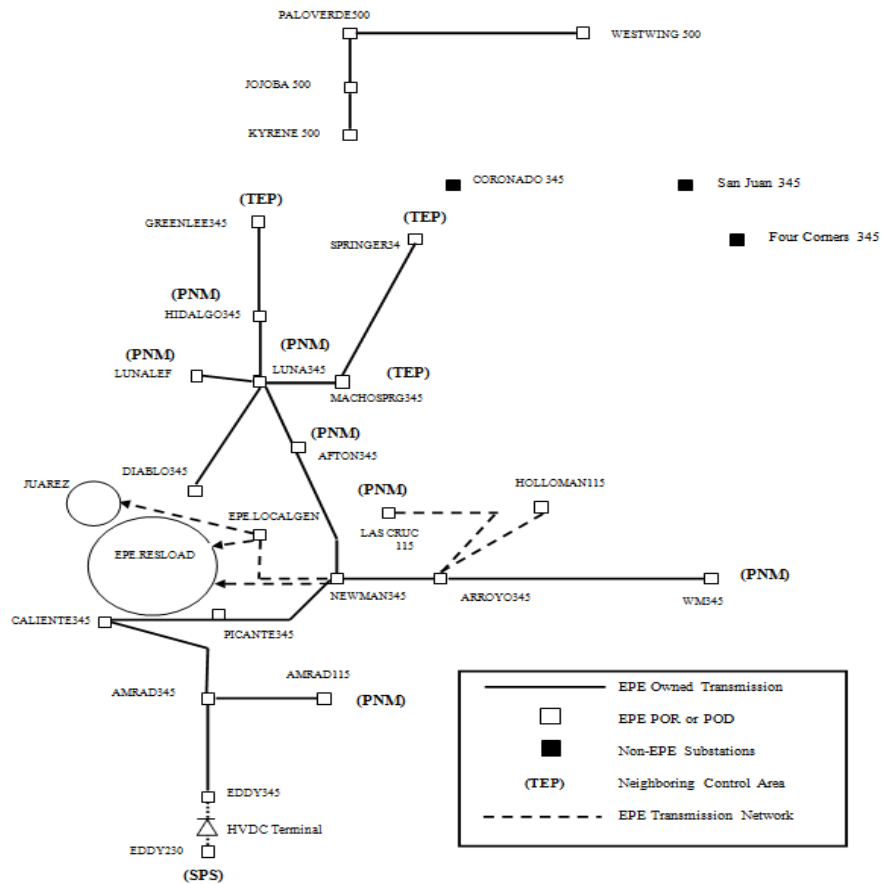 PALOVERDE500
WESTWING 500
JOJOBA 500
KYRENE 500
CORONADO 345
San Juan 345
(TEP)
GREENLEE345
(TEP)
SPRINGER34
Four Corners 345
(PNM)
HIDALGO345
(PNM)
LUNALEF
(PNM)
LUNA345
(TEP)
MACHOSPRG345
(PNM)
AFTON345
DIABLO345
JUAREZ
(PNM)
LAS CRUC
115
HOLLOMAN115
EPE.LOCALGEN
EPE.RESLOAD
NEWMAN345
ARROYO345
WM345
(PNM)
CALIENTE345
PICANTE345
AMRAD115
AMRAD345
(PNM)
EDDY345
HVDC Terminal
EDDY230
(SPS)
EPE Owned Transmission
EPE POR or POD
Non-EPE Substations
(TEP) Neighboring Control Area
EPE Transmission Network